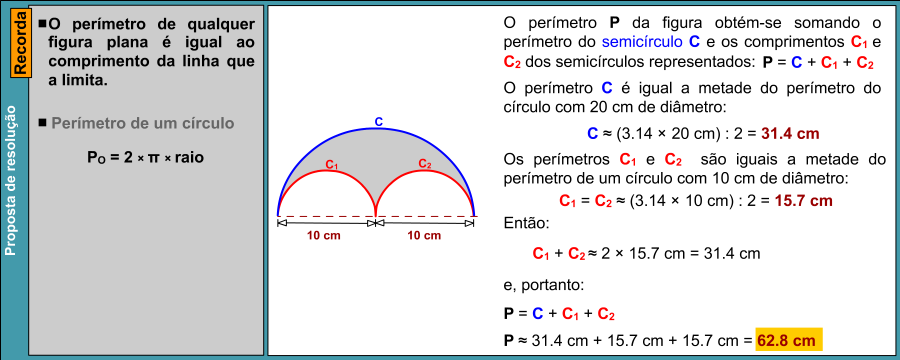 Proposta de resolução
Recorda
■O perímetro de qualquer
figura plana é igual ao
comprimento da linha que
a limita.
■ Perímetro de um círculo
PO = 2 × π × raio
C
C1
C2
10 cm
10 cm
O perímetro P da figura obtém-se somando o
perímetro do semicírculo C e os comprimentos C1 e
C2 dos semicírculos representados: P = C + C1 + C2
O perímetro C é igual a metade do perímetro do
círculo com 20 cm de diâmetro:
C ≈ (3.14 × 20 cm) : 2 = 31.4 cm
Os perímetros C1 e C2 são iguais a metade do
perímetro de um círculo com 10 cm de diâmetro:
C1 = C2 ≈ (3.14 × 10 cm) : 2 = 15.7 cm
Então:
C1 + C2 ≈ 2 × 15.7 cm = 31.4 cm
e, portanto:
P = C + C1 + C2
P ≈ 31.4 cm + 15.7 cm + 15.7 cm = 62.8 cm